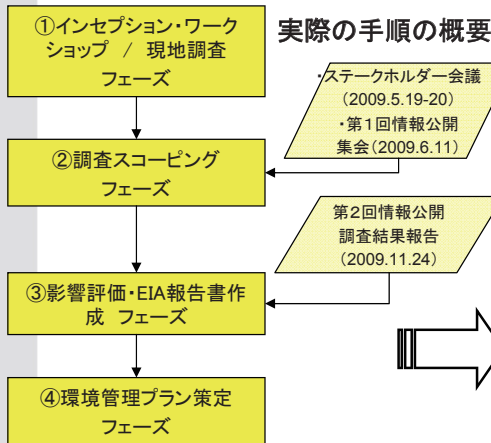 実際の手順の概要
①インセプション・ワーク
ショップ / 現地調査
フェーズ
・ステークホルダー会議
(2009.5.19-20)
・第1回情報公開
集会(2009.6.11)
②調査スコーピング
フェーズ
第2回情報公開
調査結果報告
(2009.11.24)
③影響評価・EIA報告書作
成 フェーズ
④環境管理プラン策定
フェーズ